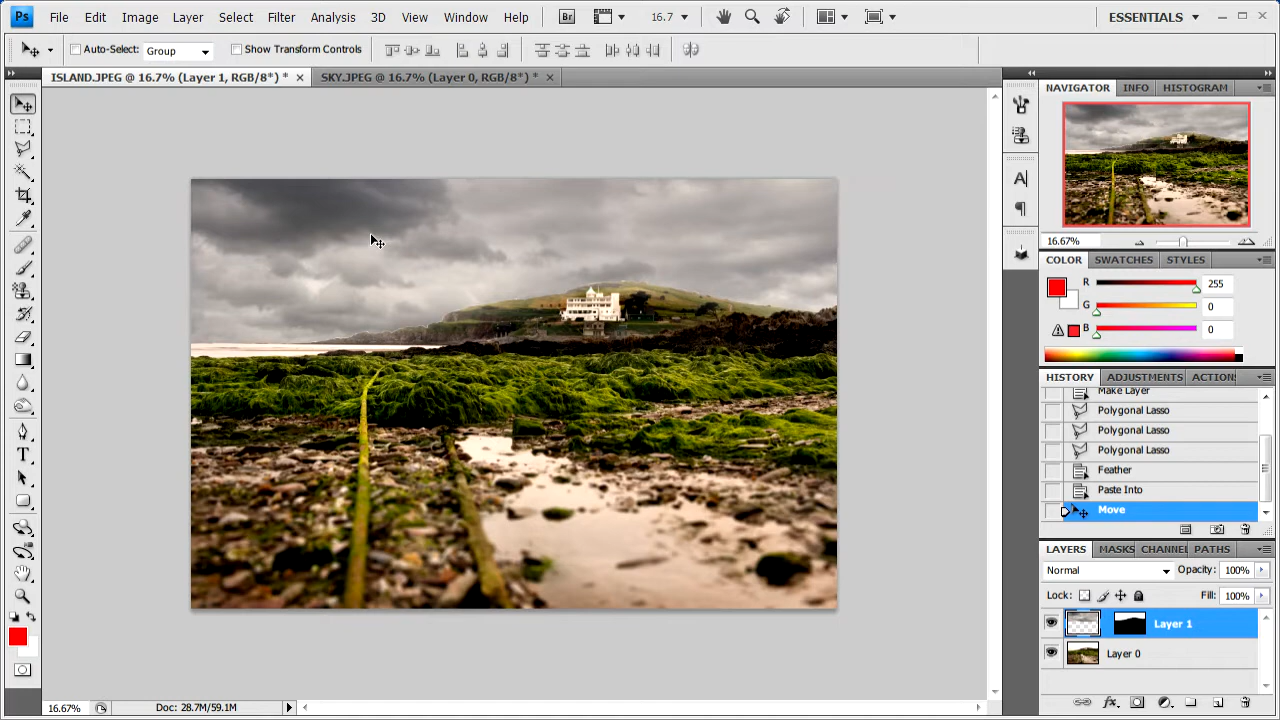 Ps File Edit Image Layer Select Filter Analysis 3D View Window Help Br 16.7 ESSENTIALS
Auto-Select: Group Show Transform Controls
ISLAND.JPEG @ 16.7% (Layer 1, RGB/8*) * SKY.JPEG @ 16.7% (Layer 0, RGB/8*) *
NAVIGATOR INFO HISTOGRAM
16.67%
COLOR SWATCHES STYLES
R 255
G 0
B 0
HISTORY ADJUSTMENTS ACTION
Make Layer
Polygonal Lasso
Polygonal Lasso
Polygonal Lasso
Feather
Paste Into
Move
LAYERS MASKS CHANNEL PATHS
Normal Opacity: 100%
Lock: Fill: 100%
Layer 1
Layer 0
16.67% Doc: 28.7M/59.1M